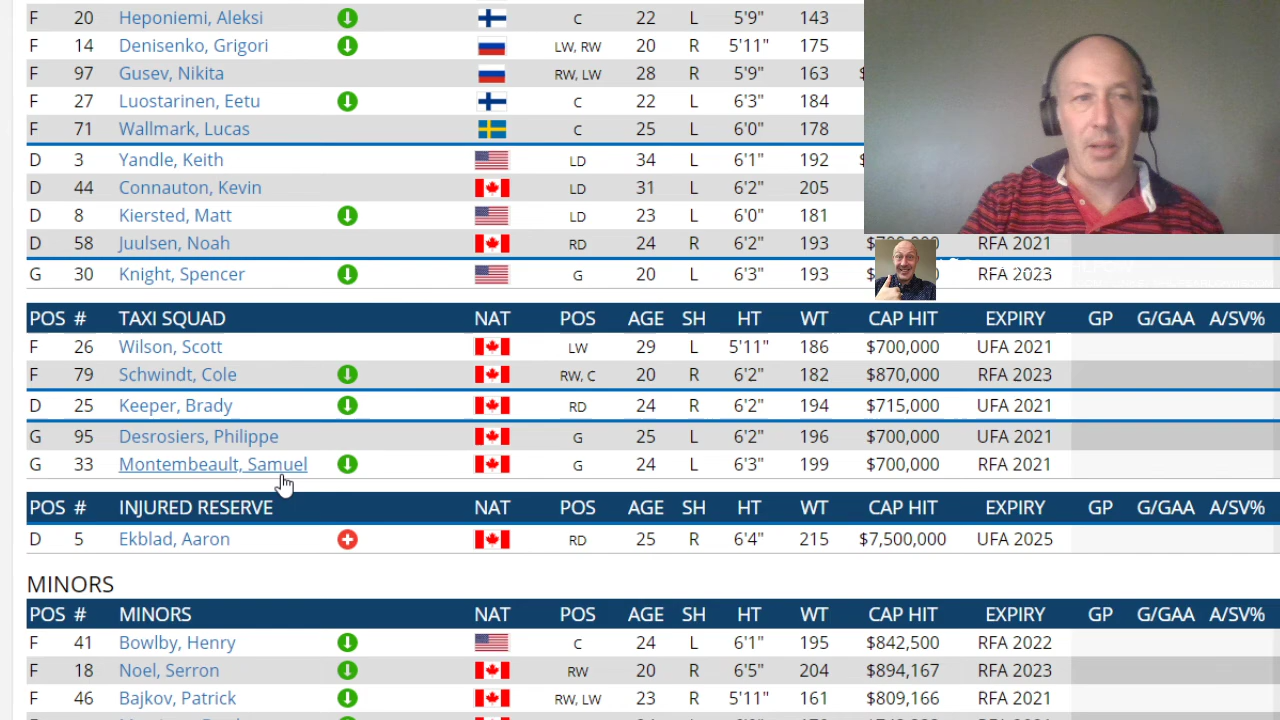 F 20 Heponiemi, Aleksi C 22 L 5'9" 143
F 14 Denisenko, Grigori LW, RW 20 R 5'11" 175
F 97 Gusev, Nikita RW, LW 28 R 5'9" 163
F 27 Luostarinen, Eetu C 22 L 6'3" 184
F 71 Wallmark, Lucas C 25 L 6'0" 178
D 3 Yandle, Keith LD 34 L 6'1" 192
D 44 Connauton, Kevin LD 31 L 6'2" 205
D 8 Kiersted, Matt LD 23 L 6'0" 181
D 58 Juulsen, Noah RD 24 R 6'2" 193 RFA 2021
G 30 Knight, Spencer G 20 L 6'3" 193 RFA 2023
POS # TAXI SQUAD NAT POS AGE SH HT WT CAP HIT EXPIRY GP G/GAA A/SV%
F 26 Wilson, Scott LW 29 L 5'11" 186 $700,000 UFA 2021
F 79 Schwindt, Cole RW, C 20 R 6'2" 182 $870,000 RFA 2023
D 25 Keeper, Brady RD 24 R 6'2" 194 $715,000 UFA 2021
G 95 Desrosiers, Philippe G 25 L 6'2" 196 $700,000 UFA 2021
G 33 Montembeault, Samuel G 24 L 6'3" 199 $700,000 RFA 2021
POS # INJURED RESERVE NAT POS AGE SH HT WT CAP HIT EXPIRY GP G/GAA A/SV%
D 5 Ekblad, Aaron RD 25 R 6'4" 215 $7,500,000 UFA 2025
MINORS
POS # MINORS NAT POS AGE SH HT WT CAP HIT EXPIRY GP G/GAA A/SV%
F 41 Bowlby, Henry C 24 L 6'1" 195 $842,500 RFA 2022
F 18 Noel, Serron RW 20 R 6'5" 204 $894,167 RFA 2023
F 46 Bajkov, Patrick RW, LW 23 R 5'11" 161 $809,166 RFA 2021